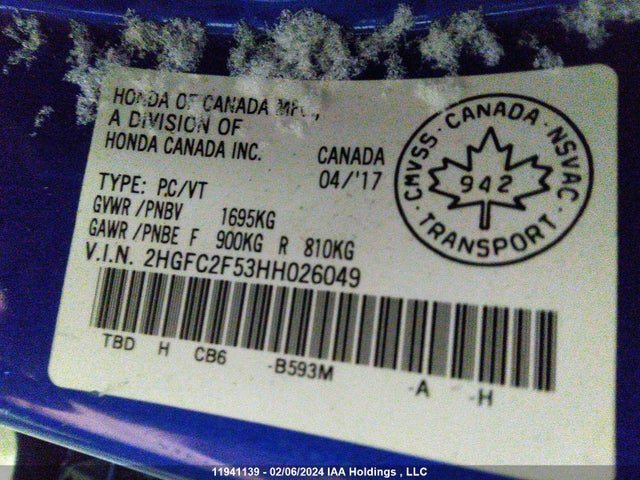 HONDA OF CANADA MFG.,
A DIVISION OF
HONDA CANADA INC.
CANADA
04/'17
TYPE: P.C/VT
GVWR/PNBV 1695KG
GAWR/PNBE F 900KG R 810KG
V.I.N. 2HGFC2F53HH026049
TBD H CB6 -B593M -A -H
CMVSS · CANADA · NSVAC · TRANSPORT ·
942
11941139 - 02/06/2024 IAA Holdings , LLC